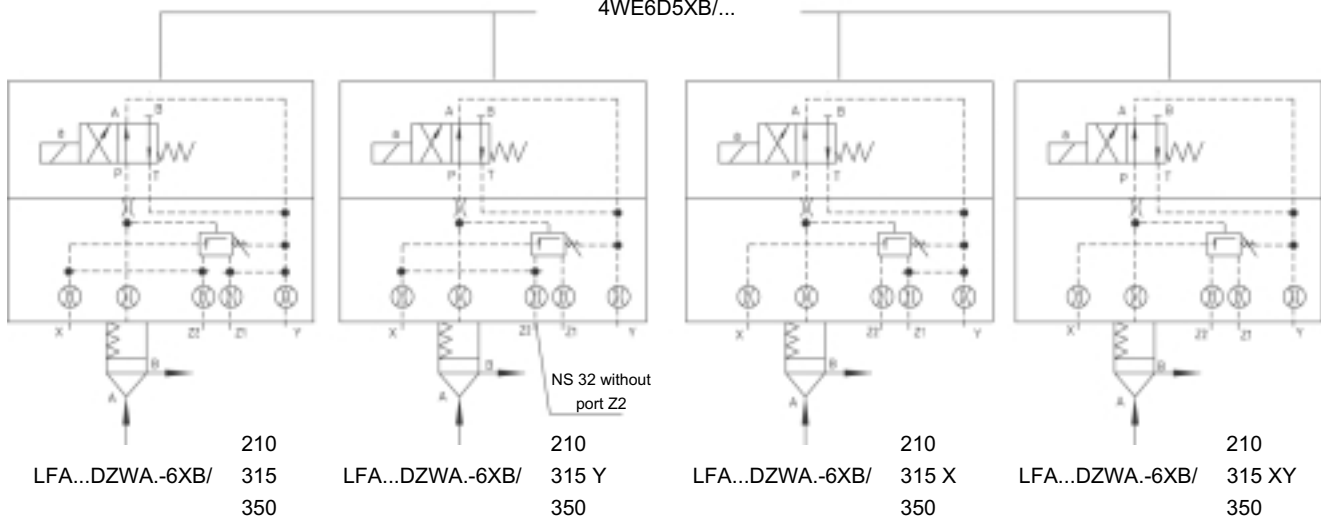 4WE6D5XB/...
A B A B A B A B
a a a a
P T P T P T P T
X Z2 Z1 Y X Z2 Z1 Y X Z2 Z1 Y X Z2 Z1 Y
B B B B
NS 32 without
port Z2
A A A A
210 210 210 210
LFA...DZWA.-6XB/ 315 LFA...DZWA.-6XB/ 315 Y LFA...DZWA.-6XB/ 315 X LFA...DZWA.-6XB/ 315 XY
350 350 350 350